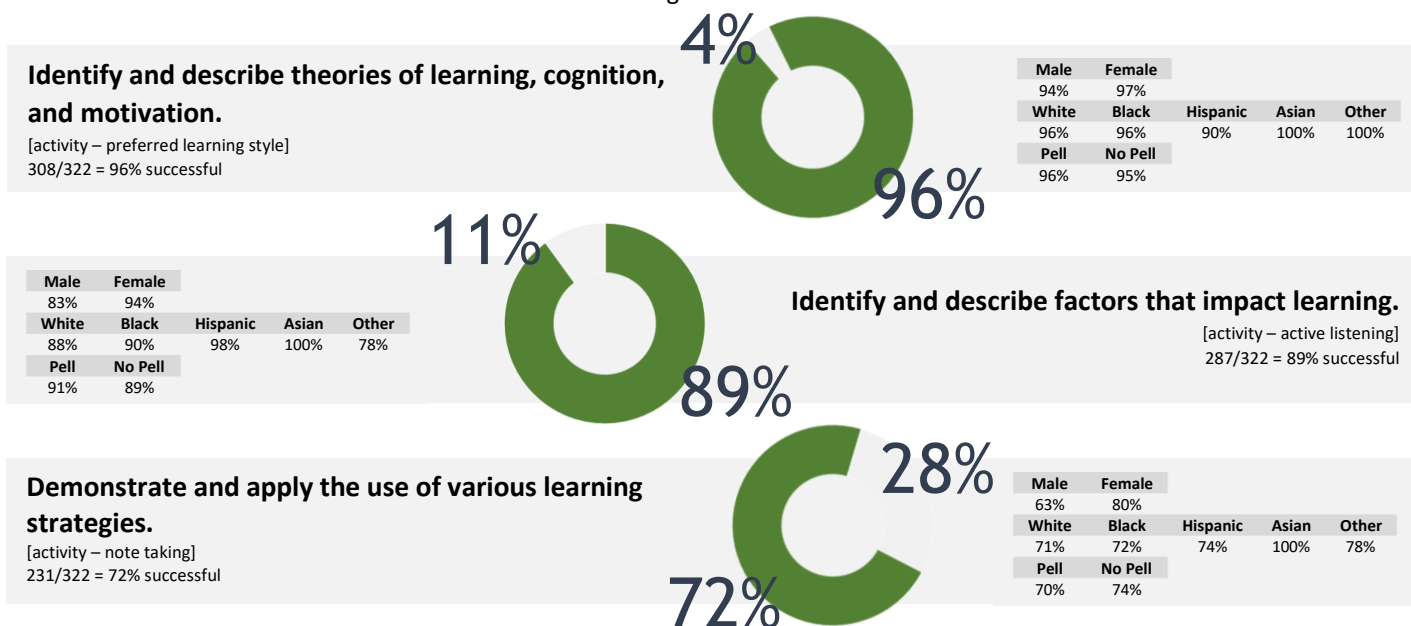 4%
Identify and describe theories of learning, cognition,
and motivation.
[activity – preferred learning style]
308/322 = 96% successful
96%
Male Female
94% 97%
White Black Hispanic Asian Other
96% 96% 90% 100% 100%
Pell No Pell
96% 95%
11%
Male Female
83% 94%
White Black Hispanic Asian Other
88% 90% 98% 100% 78%
Pell No Pell
91% 89%
89%
Identify and describe factors that impact learning.
[activity – active listening]
287/322 = 89% successful
Demonstrate and apply the use of various learning
strategies.
[activity – note taking]
231/322 = 72% successful
28%
72%
Male Female
63% 80%
White Black Hispanic Asian Other
71% 72% 74% 100% 78%
Pell No Pell
70% 74%